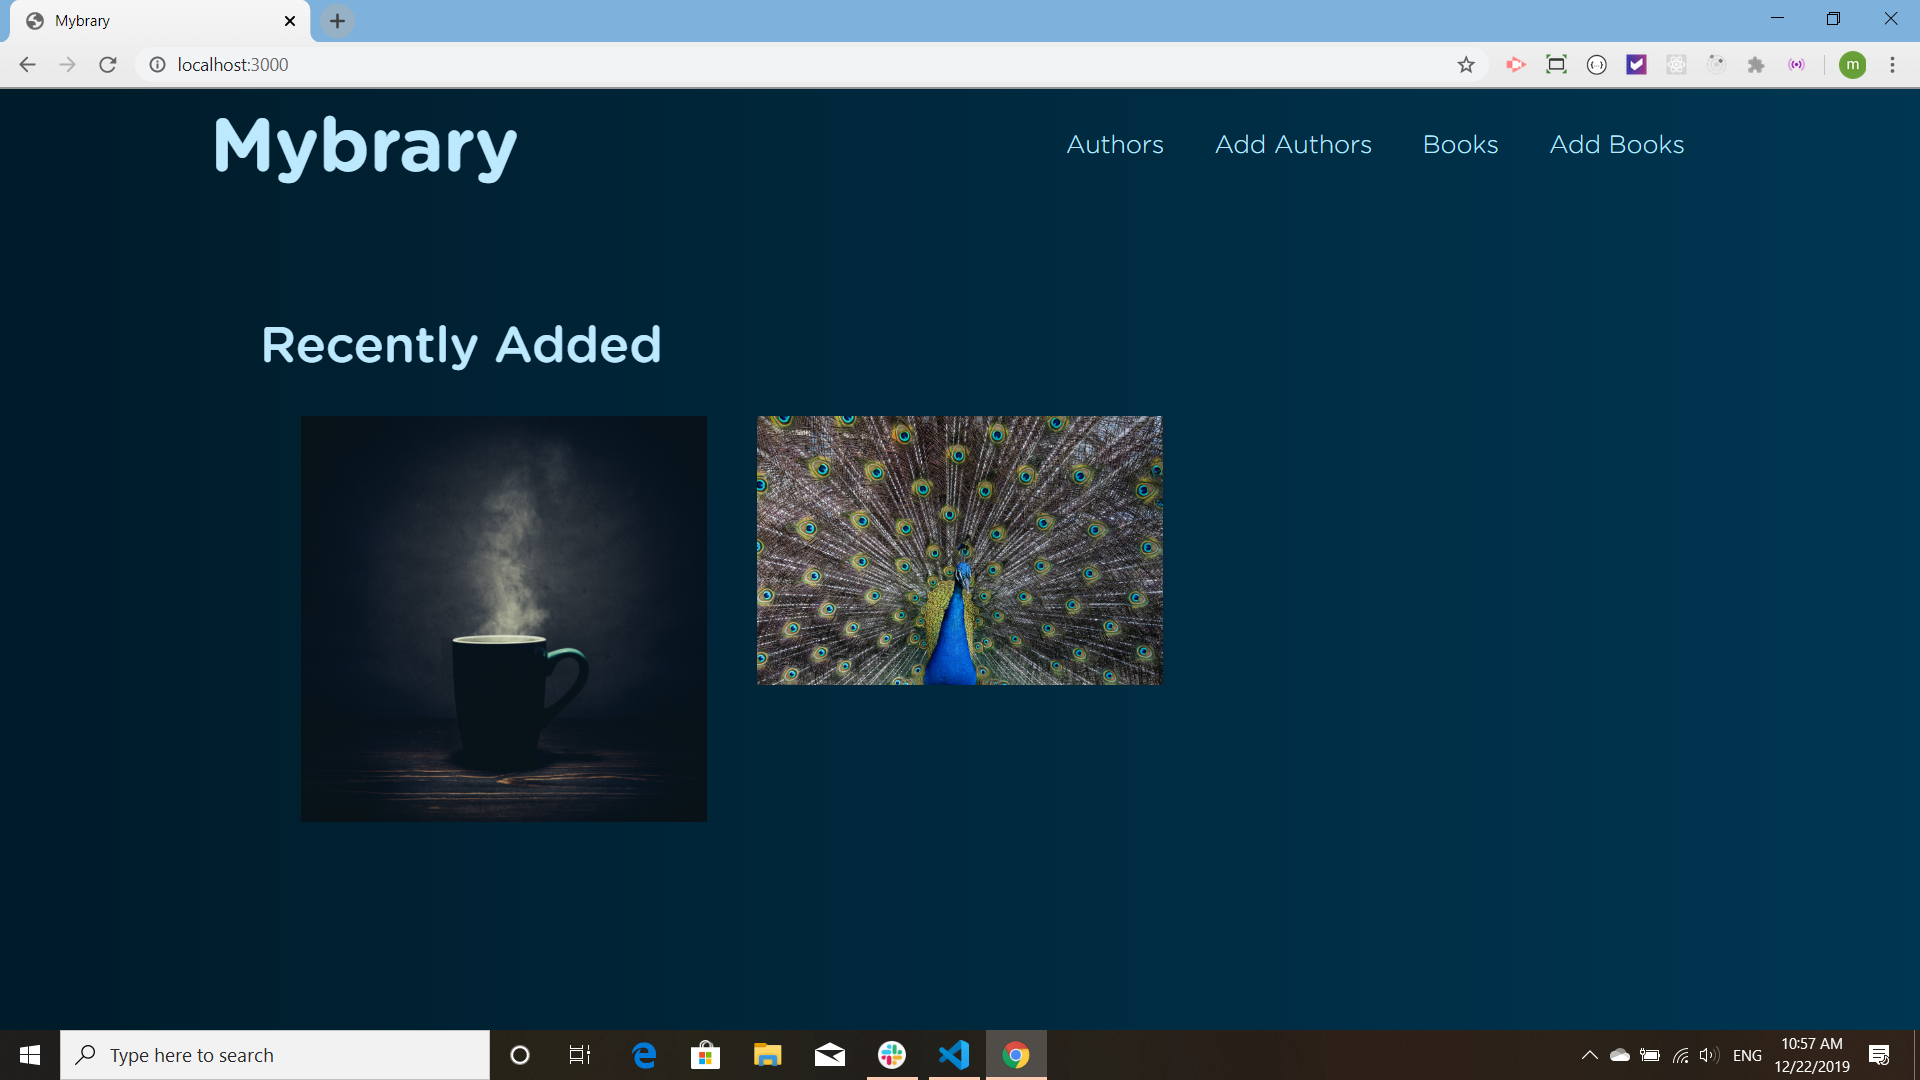 Mybrary
localhost:3000
m
Mybrary
Authors
Add Authors
Books
Add Books
Recently Added
Type here to search
ENG
10:57 AM
12/22/2019